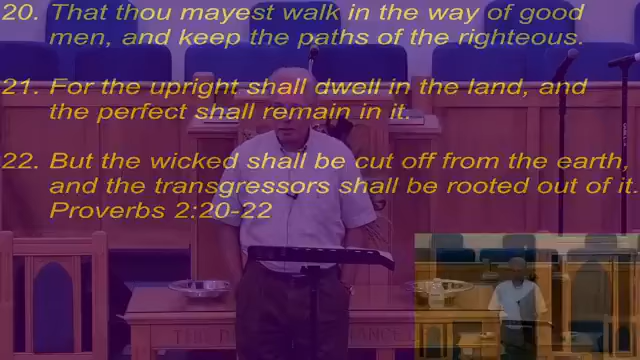 20. That thou mayest walk in the way of good
men, and keep the paths of the righteous.
21. For the upright shall dwell in the land, and
the perfect shall remain in it.
22. But the wicked shall be cut off from the earth,
and the transgressors shall be rooted out of it.
Proverbs 2:20-22